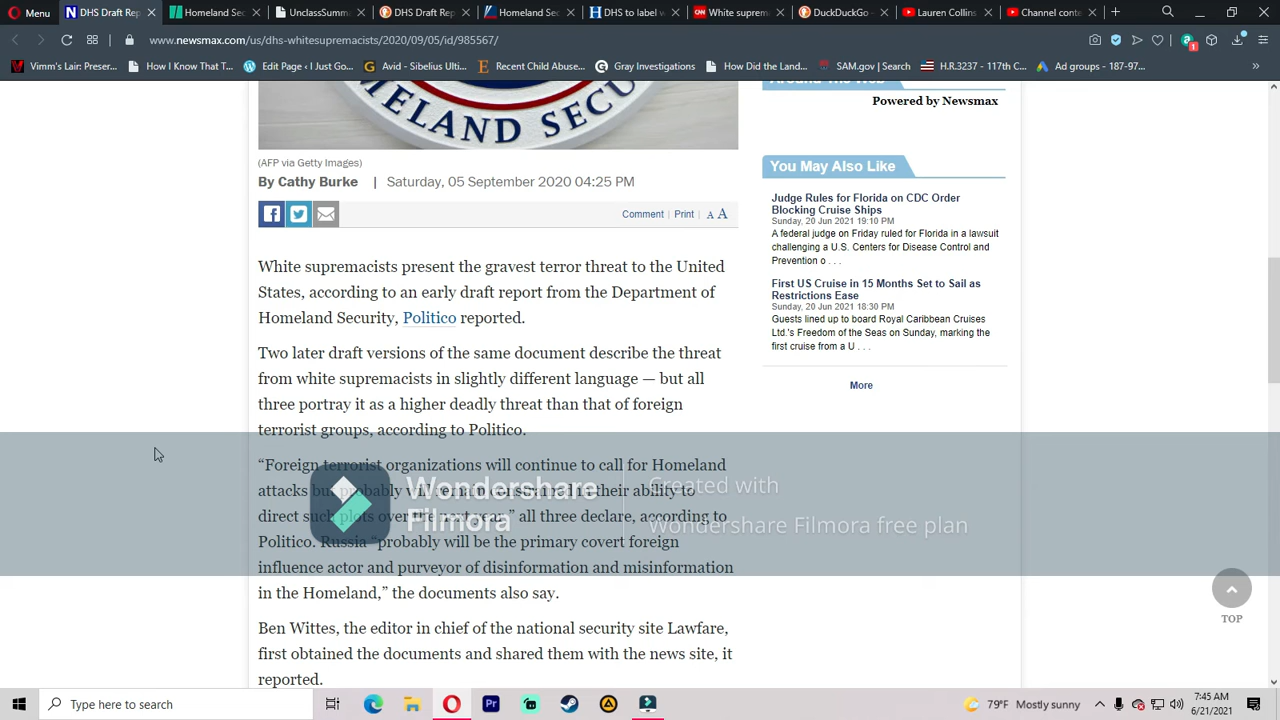 Menu
DHS Draft Rep
Homeland Sec
UnclassSumma
DHS Draft Rep
Homeland Sec
DHS to label w
White suprem
DuckDuckGo
Lauren Collins
Channel conte
www.newsmax.com/us/dhs-whitesupremacists/2020/09/05/id/985567/
Vimm's Lair: Preser...
How I Know That T...
Edit Page ‹ I Just Go...
Avid - Sibelius Ulti...
Recent Child Abuse...
Gray Investigations
How Did the Land...
SAM.gov | Search
H.R.3237 - 117th C...
Ad groups - 187-97...
HOMELAND SECU
(AFP via Getty Images)
By Cathy Burke | Saturday, 05 September 2020 04:25 PM
Comment | Print | A A
White supremacists present the gravest terror threat to the United
States, according to an early draft report from the Department of
Homeland Security, Politico reported.
Two later draft versions of the same document describe the threat
from white supremacists in slightly different language — but all
three portray it as a higher deadly threat than that of foreign
terrorist groups, according to Politico.
“Foreign terrorist organizations will continue to call for Homeland
attacks but probably will remain constrained in their ability to
direct such plots over the next year,” all three declare, according to
Politico. Russia “probably will be the primary covert foreign
influence actor and purveyor of disinformation and misinformation
in the Homeland,” the documents also say.
Ben Wittes, the editor in chief of the national security site Lawfare,
first obtained the documents and shared them with the news site, it
reported.
Around The Web
Powered by Newsmax
You May Also Like
Judge Rules for Florida on CDC Order
Blocking Cruise Ships
Sunday, 20 Jun 2021 19:10 PM
A federal judge on Friday ruled for Florida in a lawsuit
challenging a U.S. Centers for Disease Control and
Prevention o . . .
First US Cruise in 15 Months Set to Sail as
Restrictions Ease
Sunday, 20 Jun 2021 18:30 PM
Guests lined up to board Royal Caribbean Cruises
Ltd.'s Freedom of the Seas on Sunday, marking the
first cruise from a U . . .
More
Wondershare
Filmora
Created with
Wondershare Filmora free plan
TOP
Type here to search
79°F Mostly sunny
7:45 AM
6/21/2021